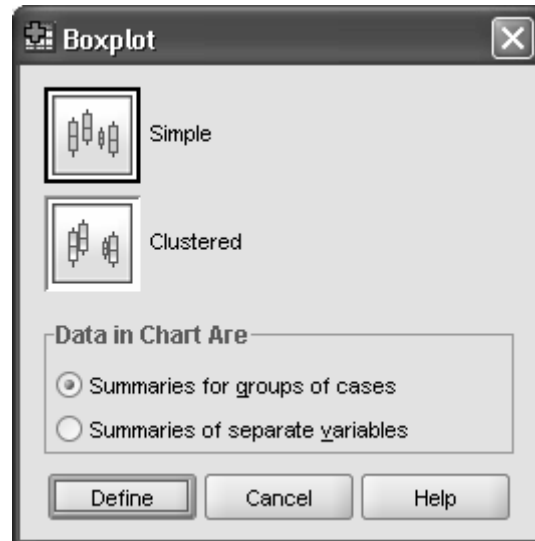 Boxplot
Simple
Clustered
Data in Chart Are
Summaries for groups of cases
Summaries of separate variables
Define Cancel Help